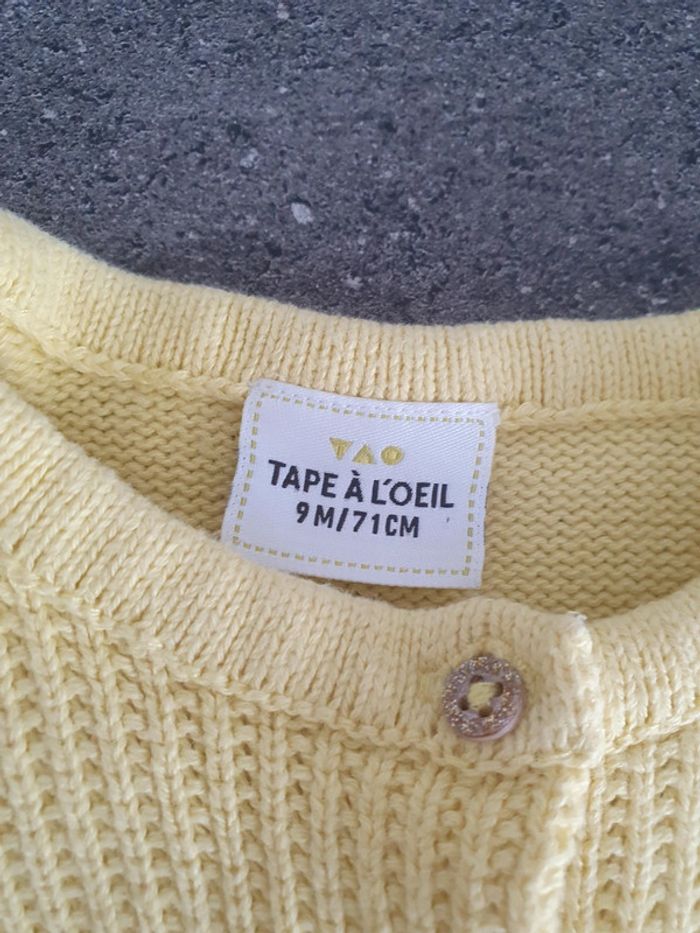 TAO
TAPE À L'OEIL
9M/71CM